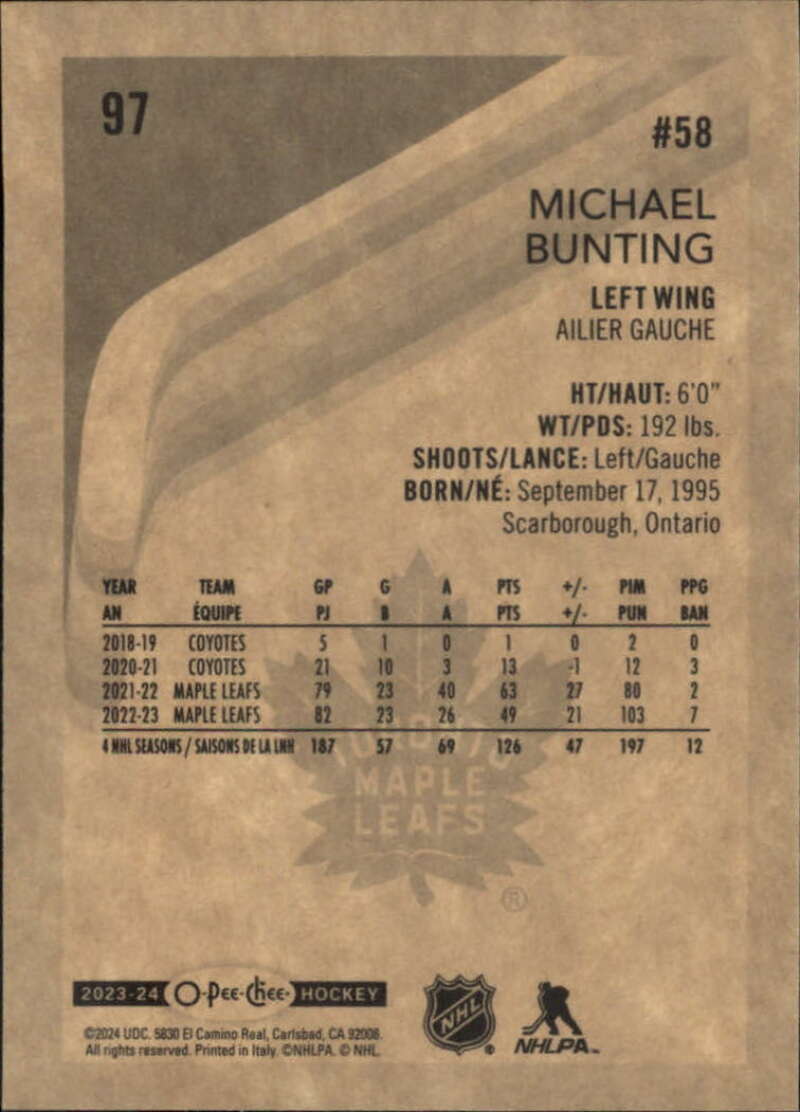 97
#58
MICHAEL
BUNTING
LEFT WING
AILIER GAUCHE
HT/HAUT: 6'0"
WT/PDS: 192 lbs.
SHOOTS/LANCE: Left/Gauche
BORN/NÉ: September 17, 1995
Scarborough, Ontario
YEAR TEAM GP G A PTS +/- PIM PPG
AN ÉQUIPE PJ B A PTS +/- PUN BAN
2018-19 COYOTES 5 1 0 1 0 2 0
2020-21 COYOTES 21 10 3 13 -1 12 3
2021-22 MAPLE LEAFS 79 23 40 63 27 80 2
2022-23 MAPLE LEAFS 82 23 26 49 21 103 7
4 NHL SEASONS / SAISONS DE LA LNH 187 57 69 126 47 197 12
MAPLE
LEAFS
®
2023-24 O-Pee-Chee HOCKEY
©2024 UDC. 5830 El Camino Real, Carlsbad, CA 92008.
All rights reserved. Printed in Italy. ©NHLPA. © NHL.
NHL
NHLPA